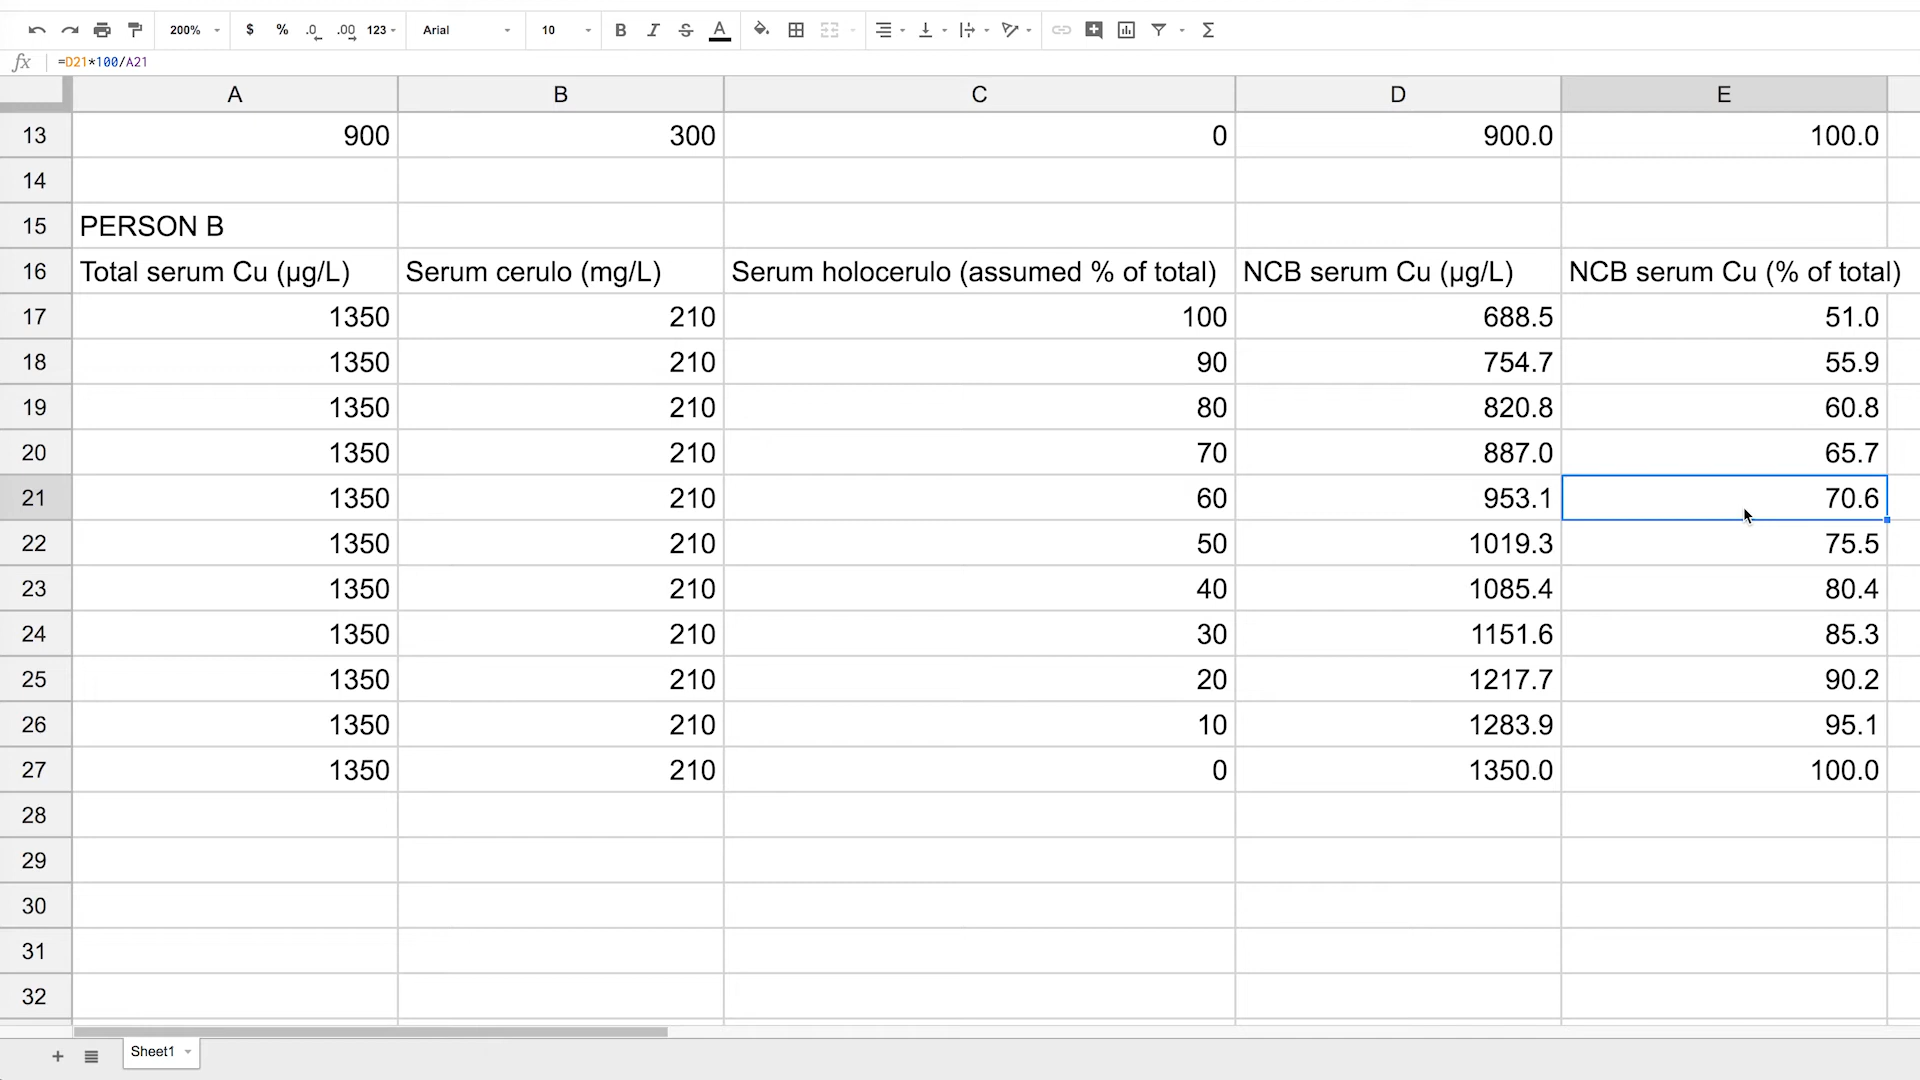 200% $ % .0 .00 123 Arial 10 B I S A Σ
fx =D21*100/A21
A B C D E
13 900 300 0 900.0 100.0
14
15 PERSON B
16 Total serum Cu (µg/L) Serum cerulo (mg/L) Serum holocerulo (assumed % of total) NCB serum Cu (µg/L) NCB serum Cu (% of total)
17 1350 210 100 688.5 51.0
18 1350 210 90 754.7 55.9
19 1350 210 80 820.8 60.8
20 1350 210 70 887.0 65.7
21 1350 210 60 953.1 70.6
22 1350 210 50 1019.3 75.5
23 1350 210 40 1085.4 80.4
24 1350 210 30 1151.6 85.3
25 1350 210 20 1217.7 90.2
26 1350 210 10 1283.9 95.1
27 1350 210 0 1350.0 100.0
28
29
30
31
32
+ Sheet1